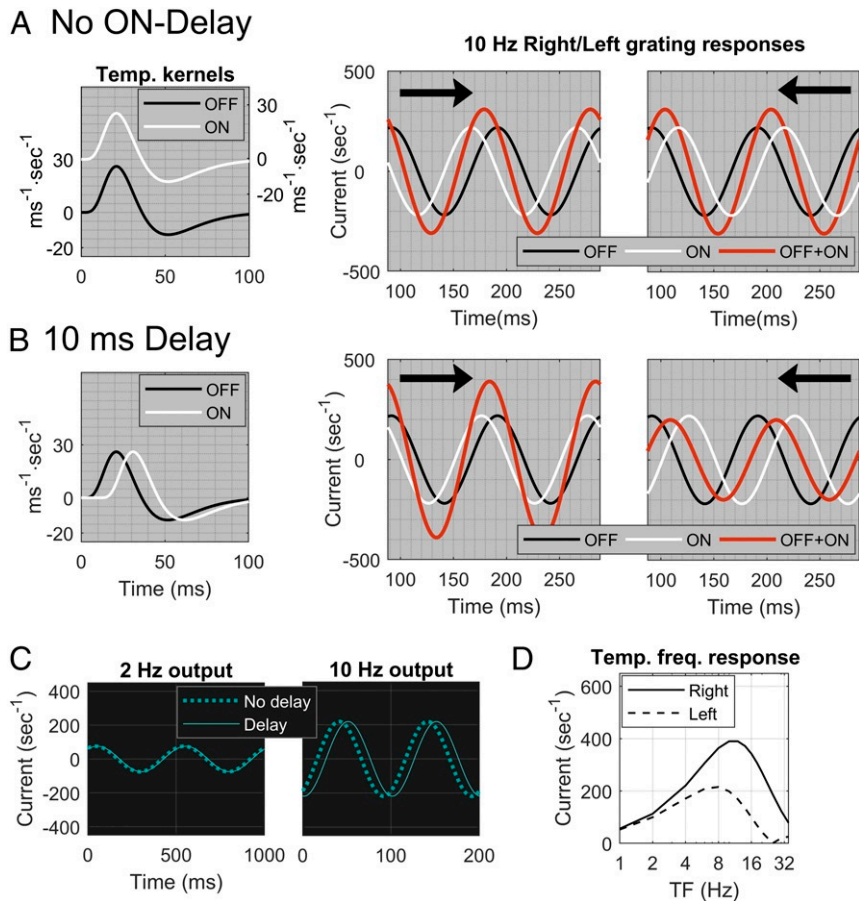 A No ON-Delay
10 Hz Right/Left grating responses
Temp. kernels
OFF
ON
30
0
-20
ms⁻¹·sec⁻¹
30
0
-20
ms⁻¹·sec⁻¹
0 50 100
500
0
-500
Current (sec⁻¹)
OFF ON OFF+ON
100 150 200 250
100 150 200 250
Time(ms)
Time(ms)
B 10 ms Delay
OFF
ON
30
0
-20
ms⁻¹·sec⁻¹
0 50 100
Time (ms)
500
0
-500
Current (sec⁻¹)
OFF ON OFF+ON
100 150 200 250
100 150 200 250
Time (ms)
Time (ms)
C
2 Hz output
10 Hz output
No delay
Delay
400
200
0
-200
-400
Current (sec⁻¹)
0 500 1000
0 100 200
Time (ms)
D
Temp. freq. response
Right
Left
600
400
200
0
Current (sec⁻¹)
1 2 4 8 16 32
TF (Hz)